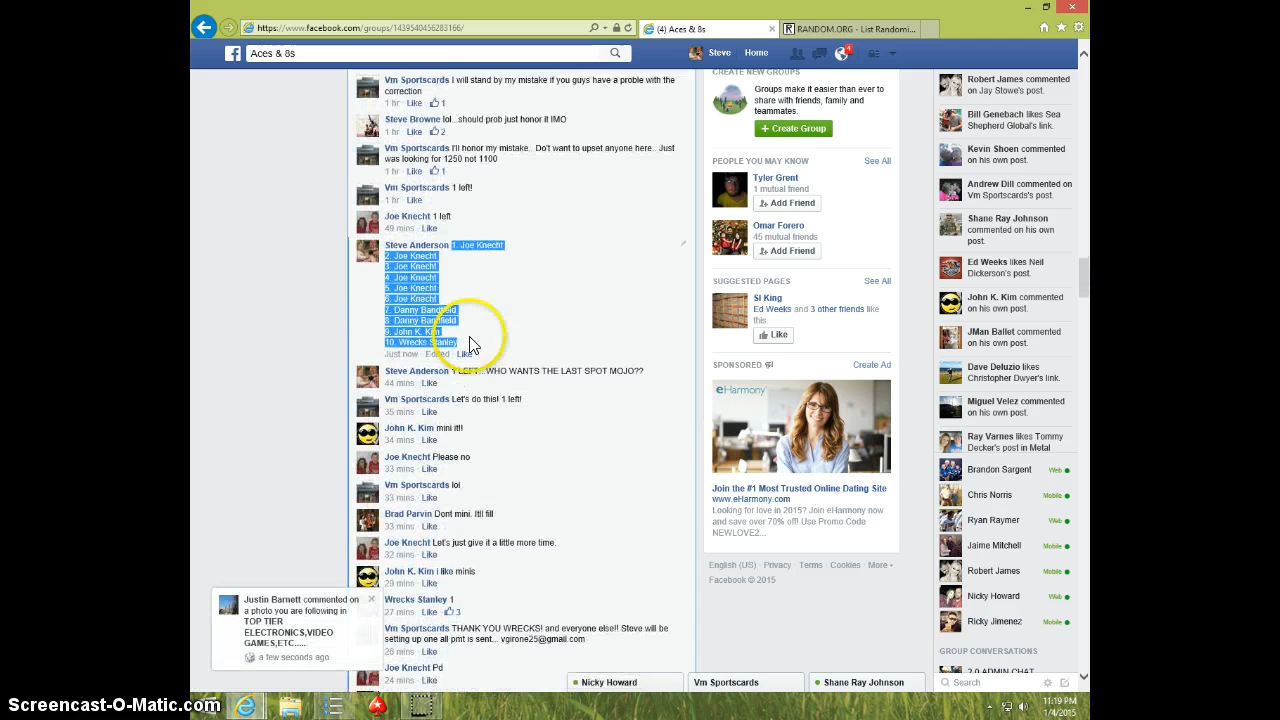 https://www.facebook.com/groups/1439540456283166/
(4) Aces & 8s
RANDOM.ORG - List Randomi...
Aces & 8s
Steve
Home
4
Vm Sportscards I will stand by my mistake if you guys have a proble with the
correction
1 hr · Like · 1
Steve Browne lol...should prob just honor it IMO
1 hr · Like · 2
Vm Sportscards I'll honor my mistake.. Do't want to upset anyone here.. Just
was looking for 1250 not 1100
1 hr · Like · 1
Vm Sportscards 1 left!
1 hr · Like
Joe Knecht 1 left
49 mins · Like
Steve Anderson 1. Joe Knecht
2. Joe Knecht
3. Joe Knecht
4. Joe Knecht
5. Joe Knecht
6. Joe Knecht
7. Danny Bandfield
8. Danny Bandfield
9. John K. Kim
10. Wrecks Stanley
Just now · Edited · Like
Steve Anderson 1 LEFT... WHO WANTS THE LAST SPOT MOJO??
44 mins · Like
Vm Sportscards Let's do this! 1 left!
35 mins · Like
John K. Kim mini it!!
34 mins · Like
Joe Knecht Please no
33 mins · Like
Vm Sportscards lol
33 mins · Like
Brad Parvin Dont mini. Itll fill
33 mins · Like
Joe Knecht Let's just give it a little more time.
32 mins · Like
John K. Kim i like minis
29 mins · Like
Wrecks Stanley 1
27 mins · Like · 3
Vm Sportscards THANK YOU WRECKS! and everyone else!! Steve will be
setting up one all pmt is sent... vgirone25@gmail.com
26 mins · Like
Joe Knecht Pd
24 mins · Like
Justin Barnett commented on
a photo you are following in
TOP TIER
ELECTRONICS,VIDEO
GAMES,ETC......
a few seconds ago
CREATE NEW GROUPS
Groups make it easier than ever to
share with friends, family and
teammates.
+ Create Group
PEOPLE YOU MAY KNOW
See All
Tyler Grent
1 mutual friend
Add Friend
Omar Forero
45 mutual friends
Add Friend
SUGGESTED PAGES
See All
SI King
Ed Weeks and 3 other friends like
this.
Like
SPONSORED
Create Ad
eHarmony
Join the #1 Most Trusted Online Dating Site
www.eHarmony.com
Looking for love in 2015? Join eHarmony now
and save over 70% off! Use Promo Code
NEWLOVE2...
English (US) · Privacy · Terms · Cookies · More
Facebook © 2015
Robert James commented
on Jay Stowe's post.
Bill Genebach likes Sea
Shepherd Global's link.
Kevin Shoen commented
on his own post.
Andrew Dill commented on
Vm Sportscards's post.
Shane Ray Johnson
commented on his own
post.
Ed Weeks likes Neil
Dickerson's post.
John K. Kim commented
on his own post.
JMan Ballet commented
on his own post.
Dave Deluzio likes
Christopher Dwyer's link.
Miguel Velez commented
on his own post.
Ray Varnes likes Tommy
Decker's post in Metal
Brandon Sargent Web
Chris Norris Mobile
Ryan Raymer Web
Jaime Mitchell Mobile
Robert James Mobile
Nicky Howard Web
Ricky Jimenez Mobile
GROUP CONVERSATIONS
2.0 ADMIN CHAT
Search
Nicky Howard
Vm Sportscards
Shane Ray Johnson
11:19 PM
1/4/2015
Screencast-O-Matic.com